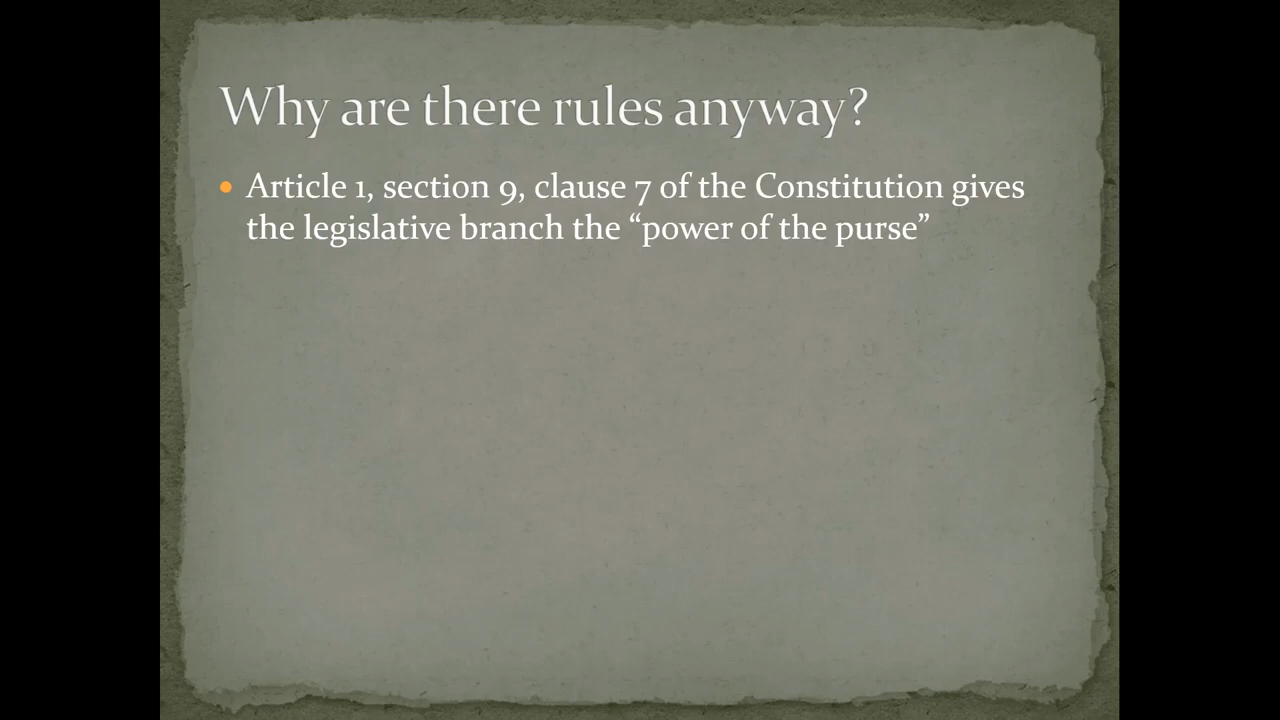 Why are there rules anyway?
Article 1, section 9, clause 7 of the Constitution gives
the legislative branch the “power of the purse”